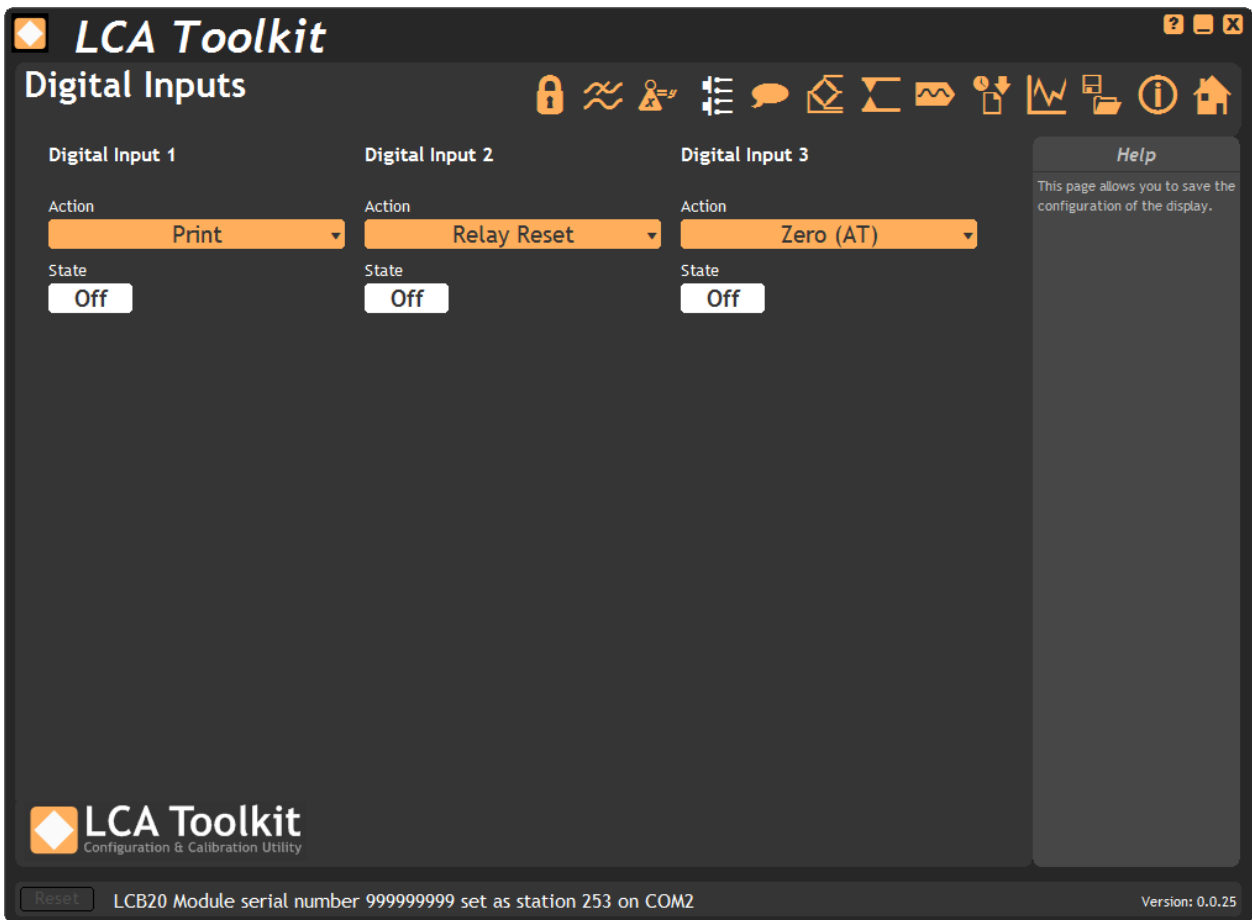 LCA Toolkit
?
X
Digital Inputs
x =y
Digital Input 1
Digital Input 2
Digital Input 3
Help
This page allows you to save the
configuration of the display.
Action
Action
Action
Print
Relay Reset
Zero (AT)
State
State
State
Off
Off
Off
LCA Toolkit
Configuration & Calibration Utility
Reset
LCB20 Module serial number 999999999 set as station 253 on COM2
Version: 0.0.25